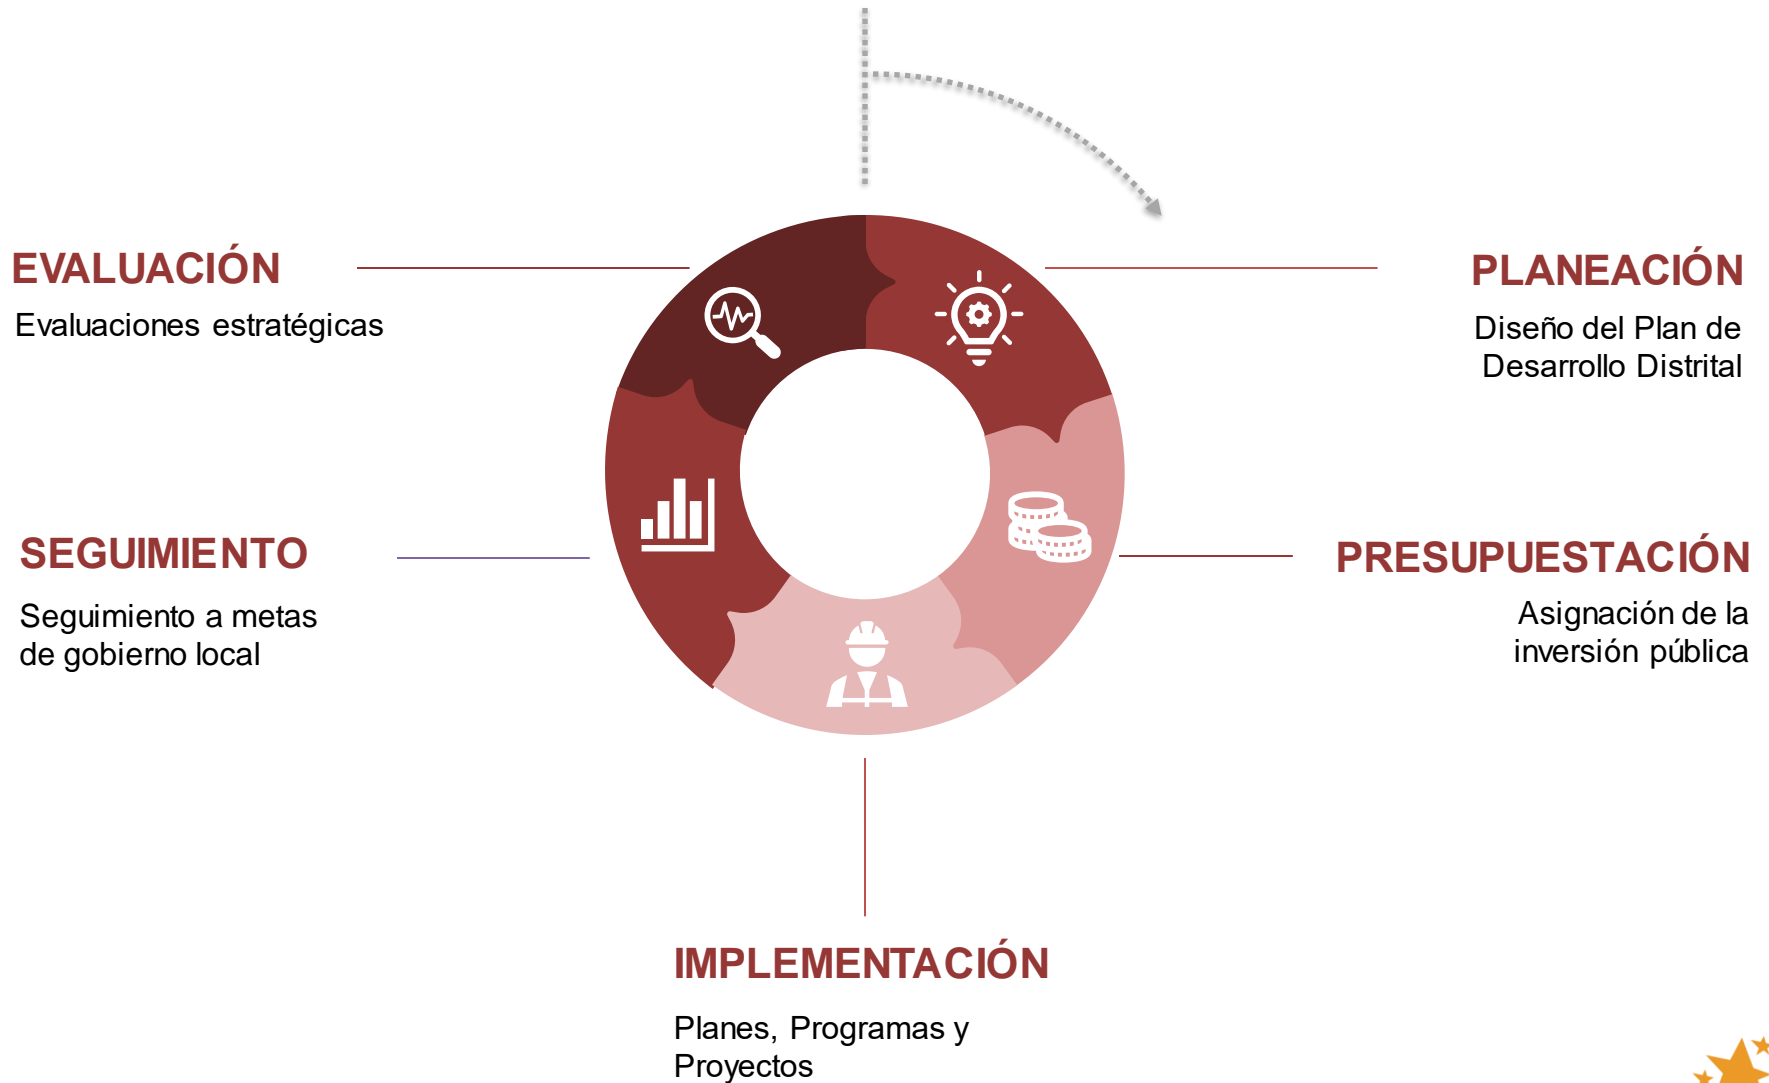 EVALUACIÓN
Evaluaciones estratégicas
PLANEACIÓN
Diseño del Plan de
Desarrollo Distrital
SEGUIMIENTO
Seguimiento a metas
de gobierno local
PRESUPUESTACIÓN
Asignación de la
inversión pública
IMPLEMENTACIÓN
Planes, Programas y
Proyectos